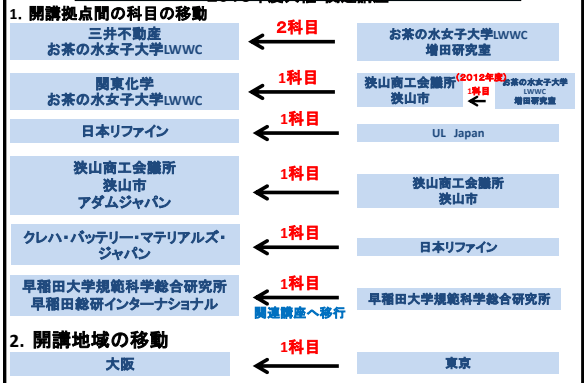 1. 開講拠点間の科目の移動
三井不動産
お茶の水女子大学LWWC
2科目
お茶の水女子大学LWWC
増田研究室
関東化学
お茶の水女子大学LWWC
1科目
狭山商工会議所
狭山市
(2012年度)
1科目
お茶の水女子大学
LWWC
増田研究室
日本リファイン
1科目
UL Japan
狭山商工会議所
狭山市
アダムジャパン
1科目
狭山商工会議所
狭山市
クレハ・バッテリー・マテリアルズ・
ジャパン
1科目
日本リファイン
早稲田大学規範科学総合研究所
早稲田総研インターナショナル
1科目
関連講座へ移行
早稲田大学規範科学総合研究所
2. 開講地域の移動
大阪
1科目
東京